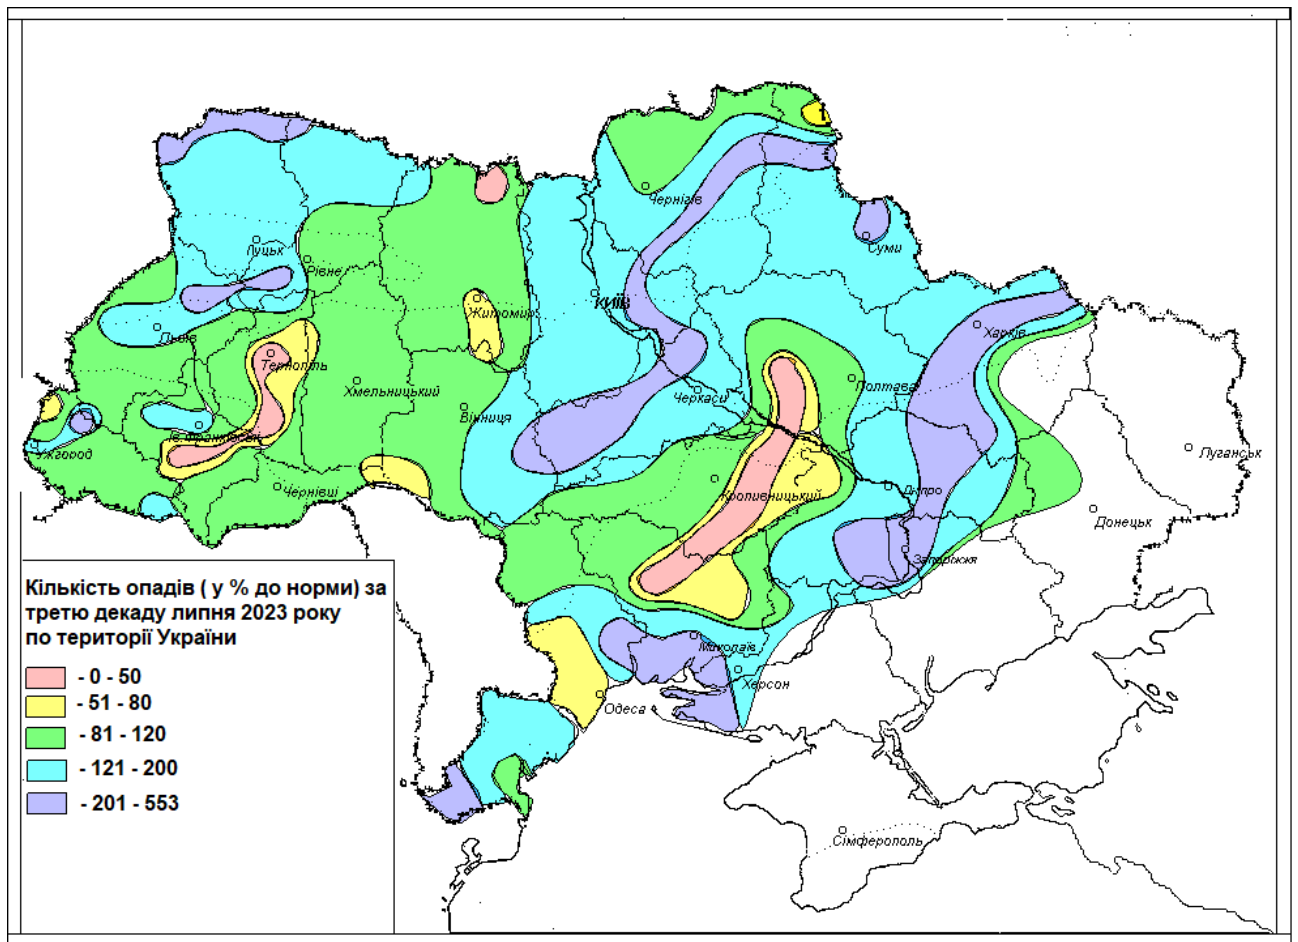 Чернігів
Суми
Луцьк
Рівне
КИЇВ
Житомир
Харків
Львів
Тернопіль
Хмельницький
Полтава
Черкаси
Вінниця
Ів.Франківськ
Ужгород
Луганськ
Чернівці
Кропивницький
Дніпро
Донецьк
Запоріжжя
Кількість опадів ( у % до норми) за
третю декаду липня 2023 року
по території України
- 0 - 50
- 51 - 80
- 81 - 120
- 121 - 200
- 201 - 553
Миколаїв
Херсон
Одеса
Сімферополь